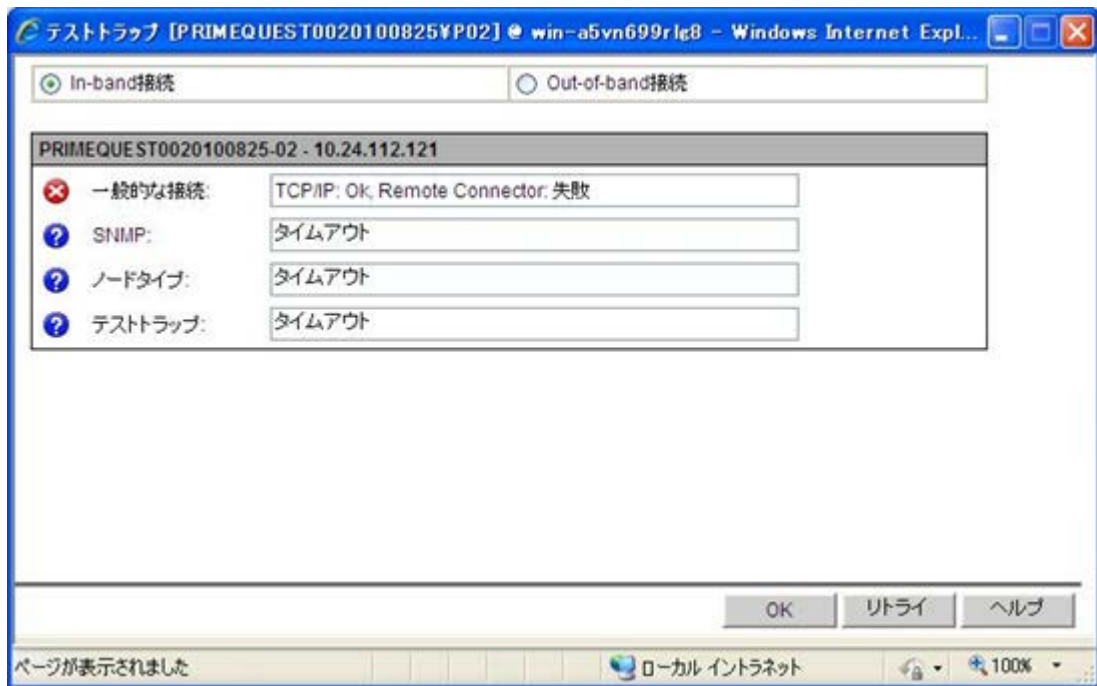 テストトラップ [PRIMEQUEST0020100825¥P02] @ win-a5vn699rlg8 - Windows Internet Expl...
In-band接続 Out-of-band接続
PRIMEQUEST0020100825-02 - 10.24.112.121
一般的な接続: TCP/IP: Ok, Remote Connector: 失敗
SNMP: タイムアウト
ノードタイプ: タイムアウト
テストトラップ: タイムアウト
OK リトライ ヘルプ
ページが表示されました ローカル イントラネット 100%